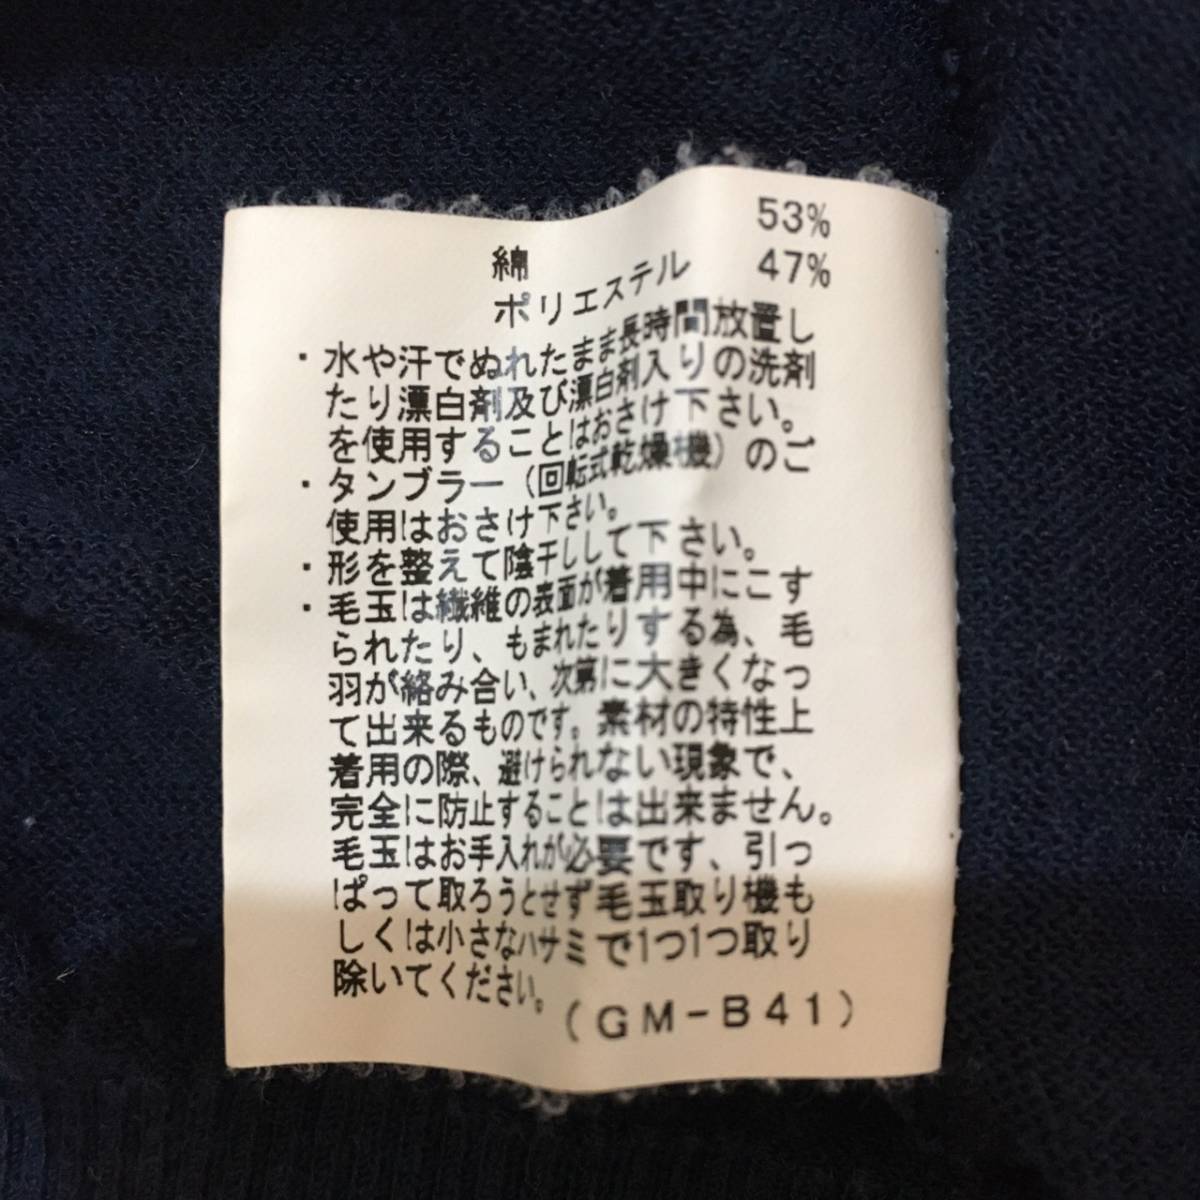 綿 53%
ポリエステル 47%
・水や汗でぬれたまま長時間放置し
たり漂白剤及び漂白剤入りの洗剤
を使用することはおさけ下さい。
・タンブラー(回転式乾燥機)のご
使用はおさけ下さい。
・形を整えて陰干しして下さい。
・毛玉は繊維の表面が着用中にこす
られたり、もまれたりする為、毛
羽が絡み合い、次第に大きくなっ
て出来るものです。素材の特性上
着用の際、避けられない現象で、
完全に防止することは出来ません。
毛玉はお手入れが必要です、引っ
ぱって取ろうとせず毛玉取り機も
しくは小さなハサミで1つ1つ取り
除いてください。
(GM-B41)